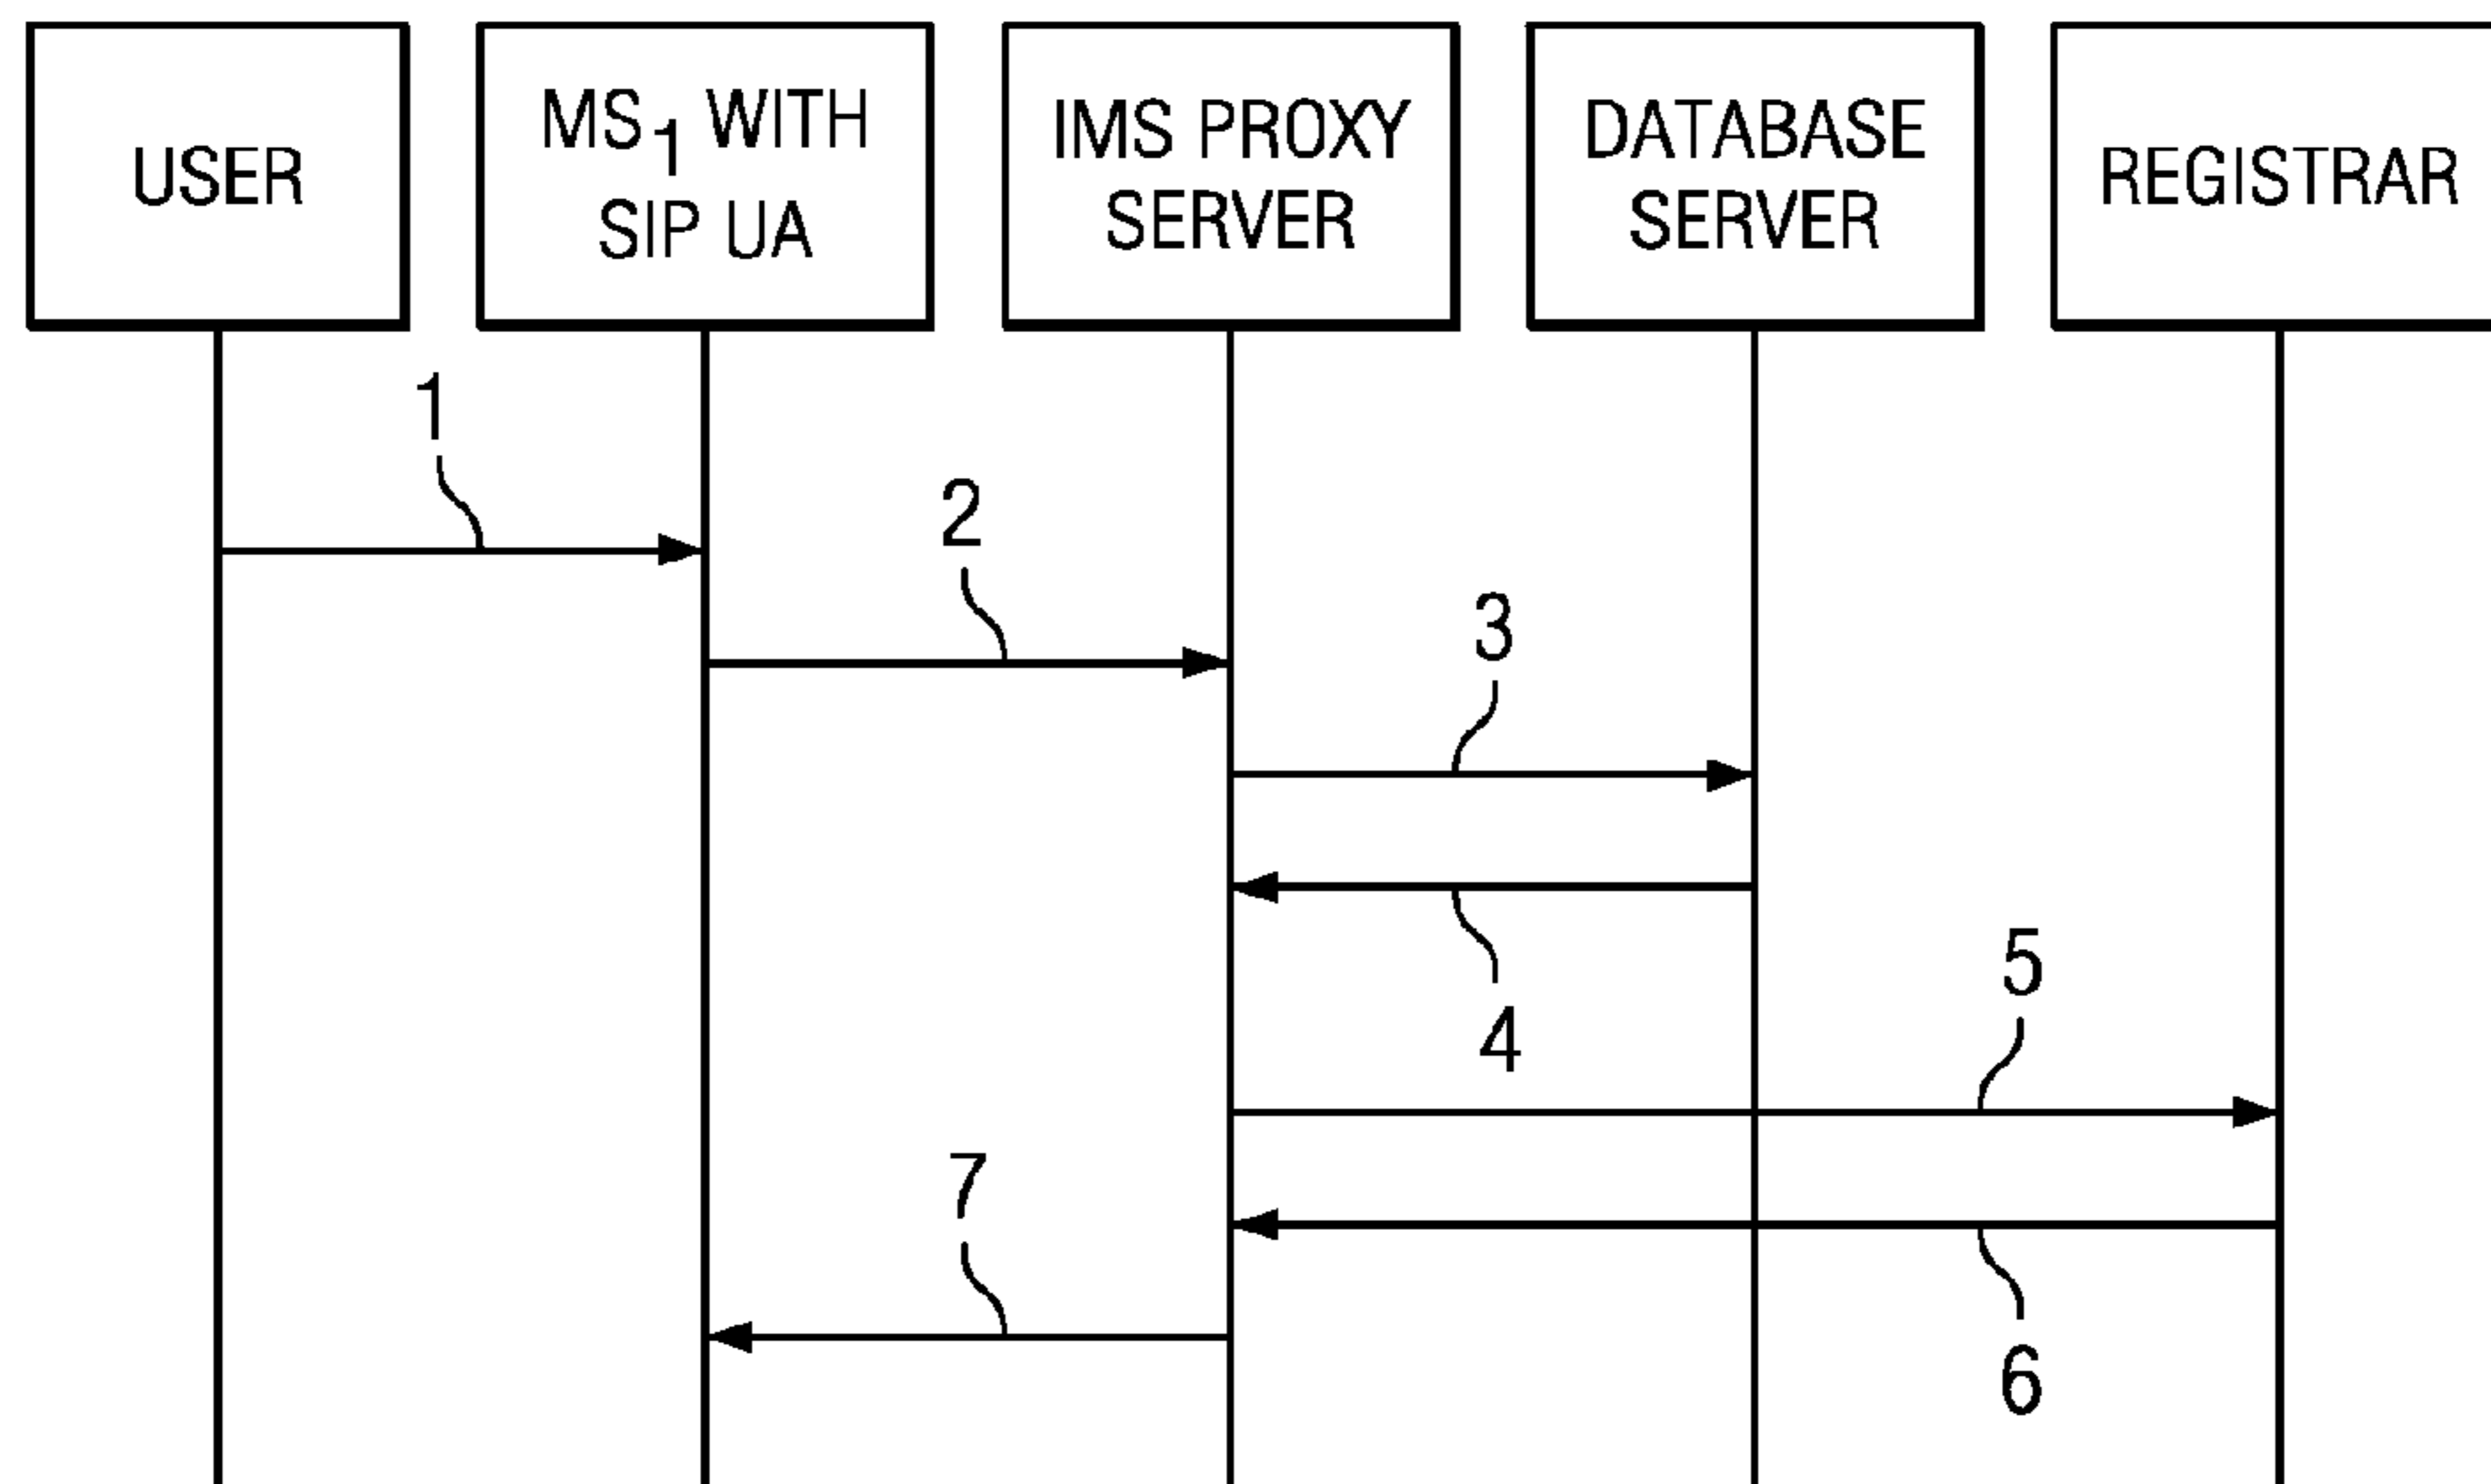 USER
MS1 WITH
SIP UA
IMS PROXY
SERVER
DATABASE
SERVER
REGISTRAR
1
2
3
4
5
6
7